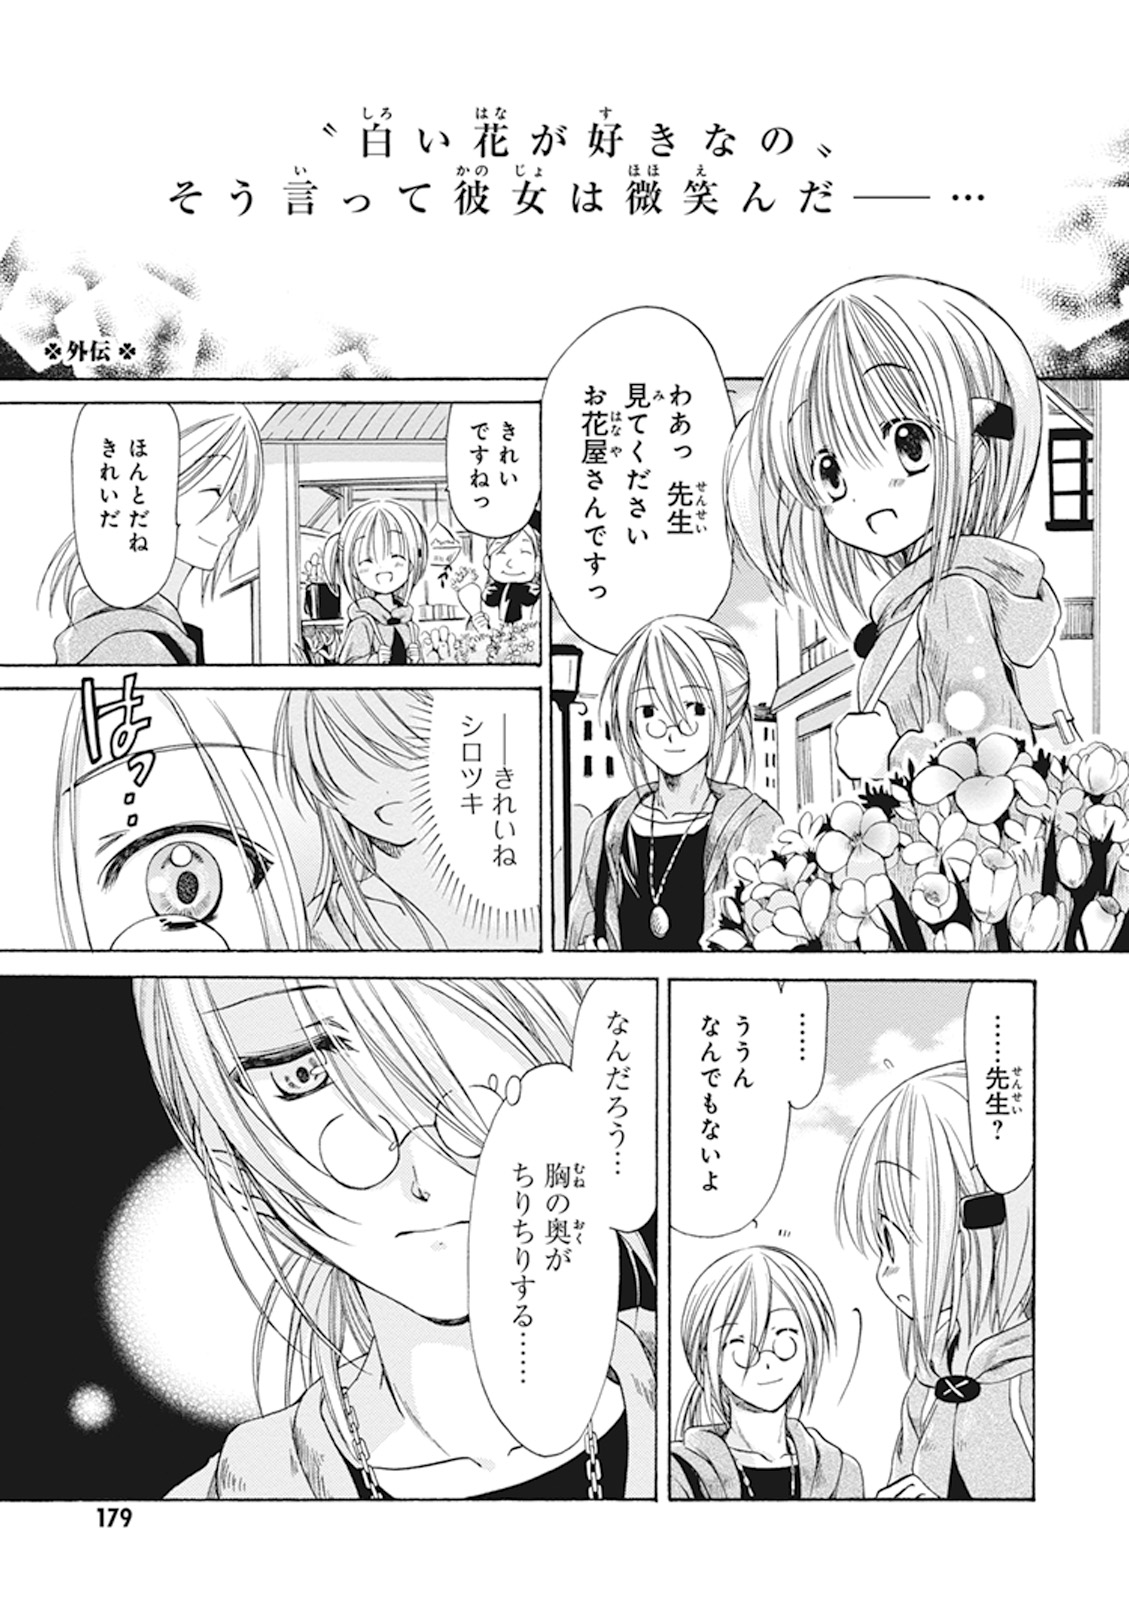 〝白い花が好きなの〟
そう言って彼女は微笑んだ——…
外伝
わあっ 先生
見てください
お花屋さんですっ
きれい
ですねっ
ほんとだね
きれいだ
——きれいね
シロツキ
はっ…
……先生?
……
ううん
なんでもないよ
なんだろう…
胸の奥が
ちりちりする……
179